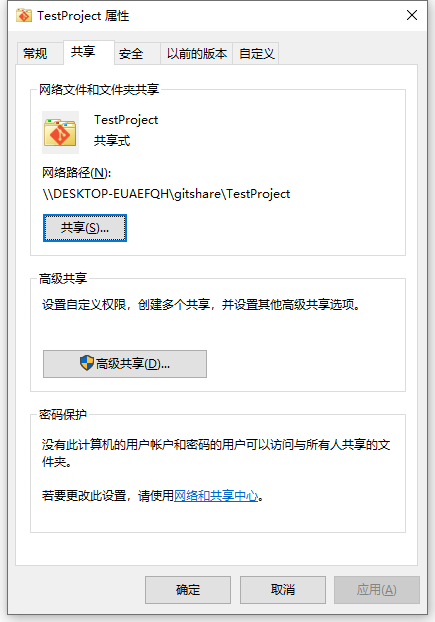 TestProject 属性
常规 共享 安全 以前的版本 自定义
网络文件和文件夹共享
TestProject
共享式
网络路径(N):
\\DESKTOP-EUAEFQH\gitshare\TestProject
共享(S)...
高级共享
设置自定义权限，创建多个共享，并设置其他高级共享选项。
高级共享(D)...
密码保护
没有此计算机的用户帐户和密码的用户可以访问与所有人共享的文
件夹。
若要更改此设置，请使用网络和共享中心。
确定 取消 应用(A)